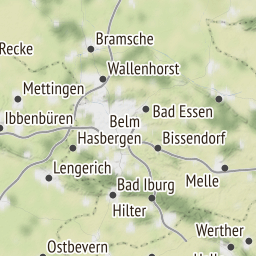 Bramsche
Recke
Wallenhorst
Mettingen
Bad Essen
Ibbenbüren
Belm
Hasbergen
Bissendorf
Lengerich
Melle
Bad Iburg
Hilter
Werther
Ostbevern